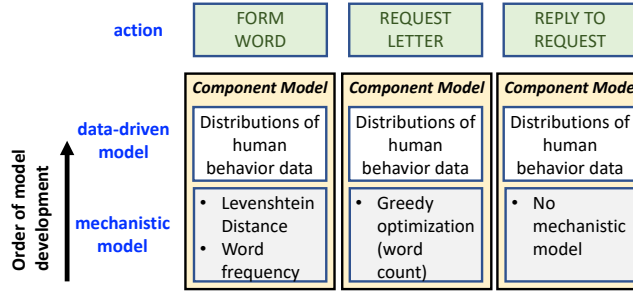 action
FORM
WORD
REQUEST
LETTER
REPLY TO
REQUEST
Component Model
Component Model
Component Mode
data-driven
model
Distributions of
human
behavior data
Distributions of
human
behavior data
Distributions of
human
behavior data
Order of model
development
mechanistic
model
• Levenshtein
Distance
• Word
frequency
• Greedy
optimization
(word
count)
• No
mechanistic
model